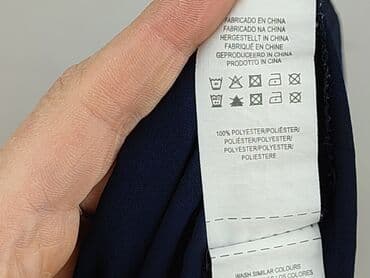 FABRICADO EN CHINA
FABRICADO NA CHINA
HERGESTELLT IN CHINA
FABRIQUÉ EN CHINE
GEPRODUCEERD IN CHINA
PRODOTTO IN CINA
100% POLYESTER/POLIÉSTER/
POLIÉSTER/POLYESTER/
POLYESTER/POLYESTER/
POLIESTERE
WASH SIMILAR COLOURS